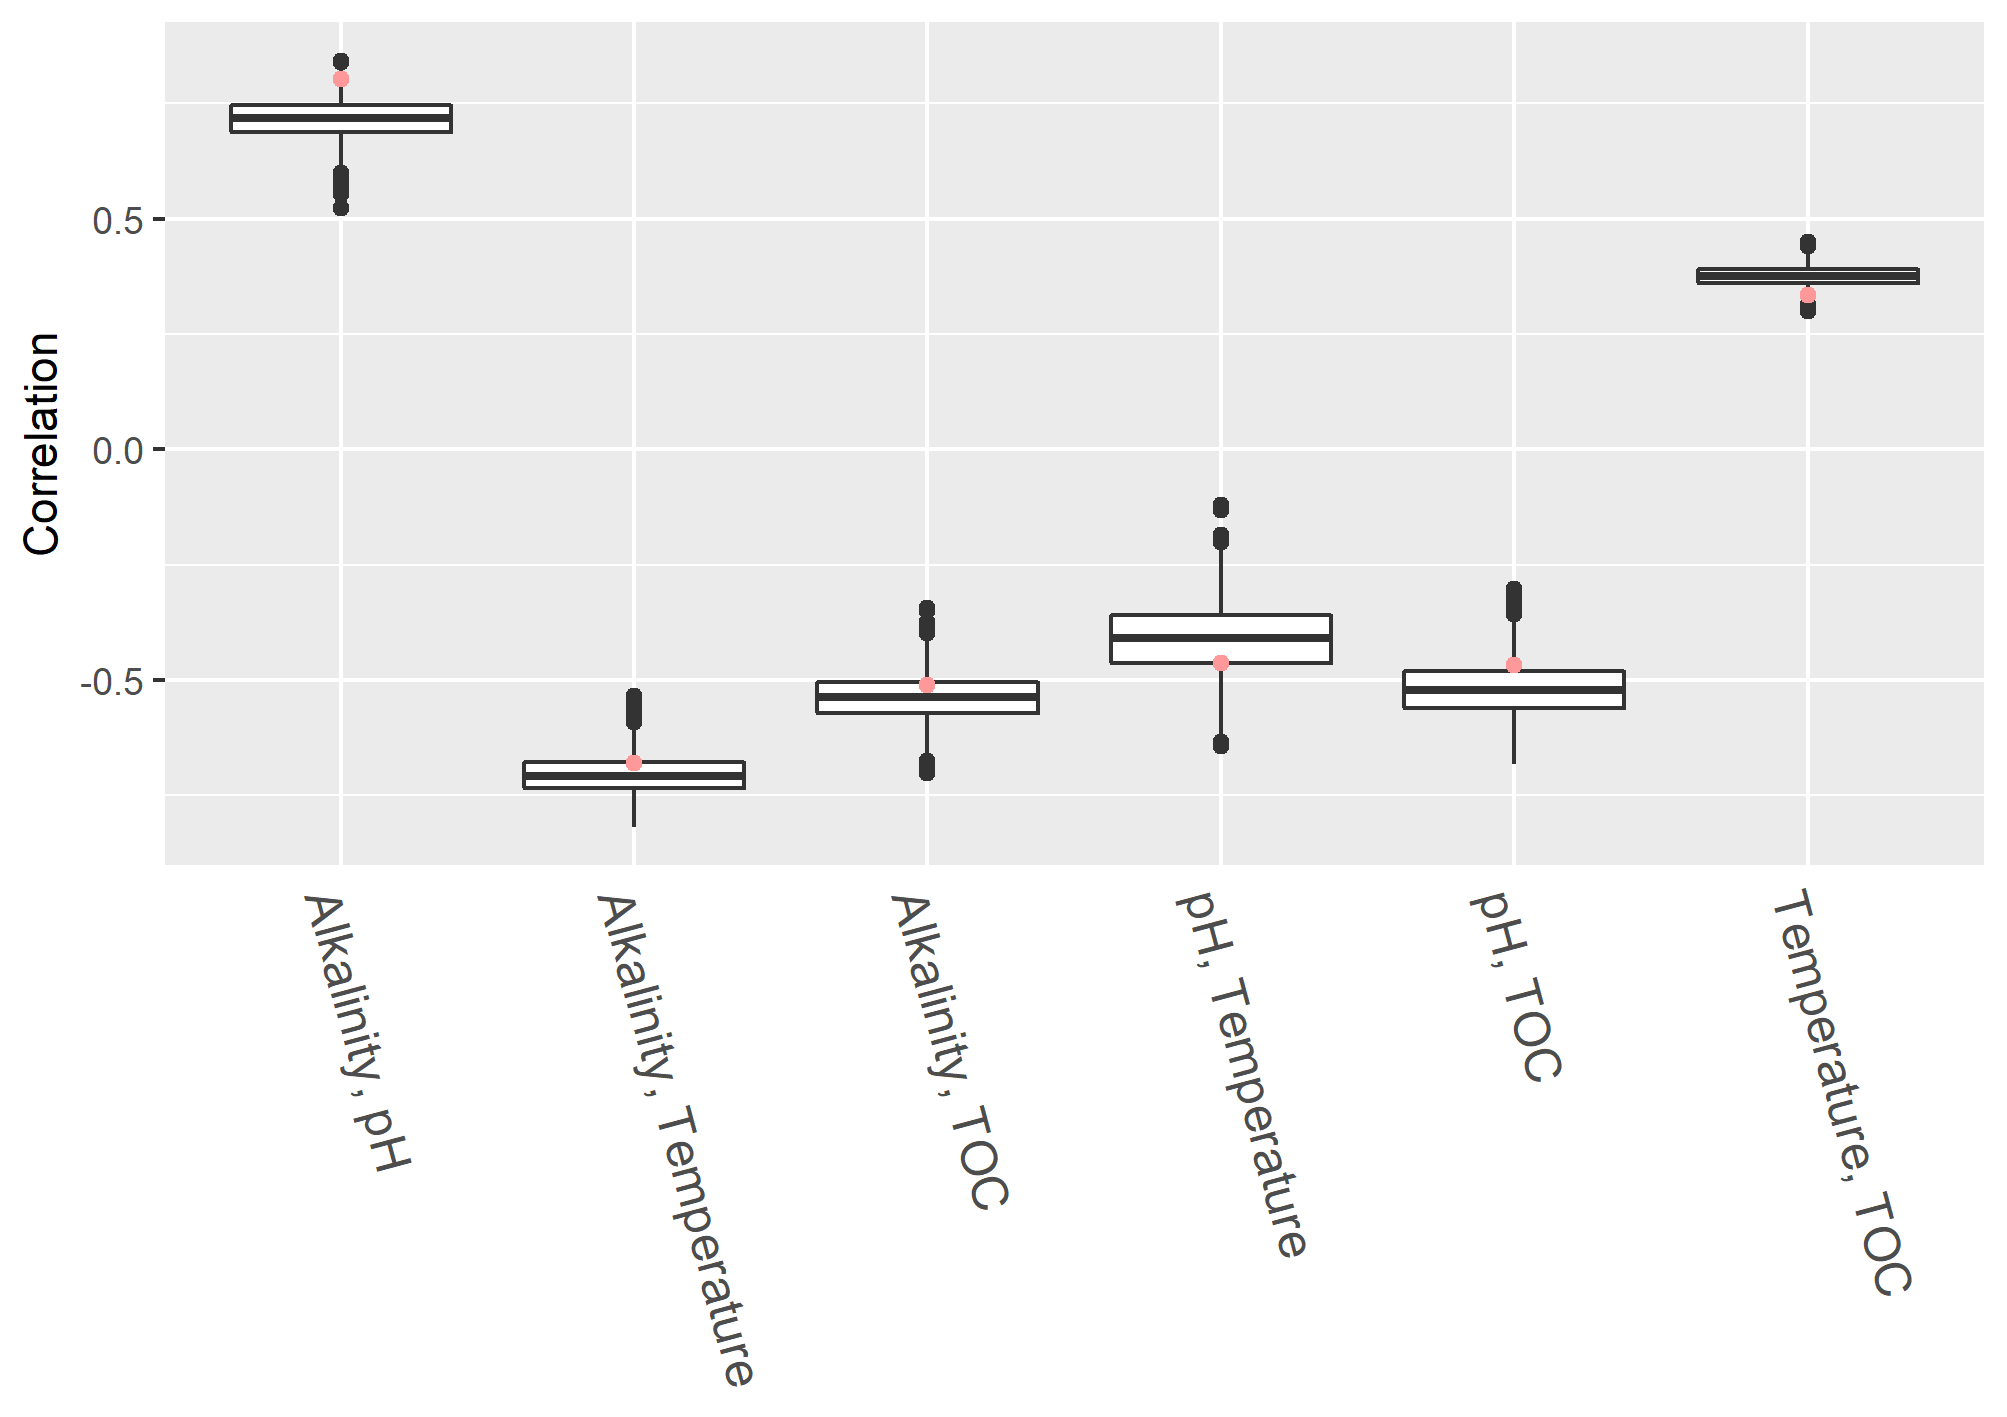 Correlation
0.5
0.0
-0.5
Alkalinity, pH
Alkalinity, Temperature
Alkalinity, TOC
pH, Temperature
pH, TOC
Temperature, TOC